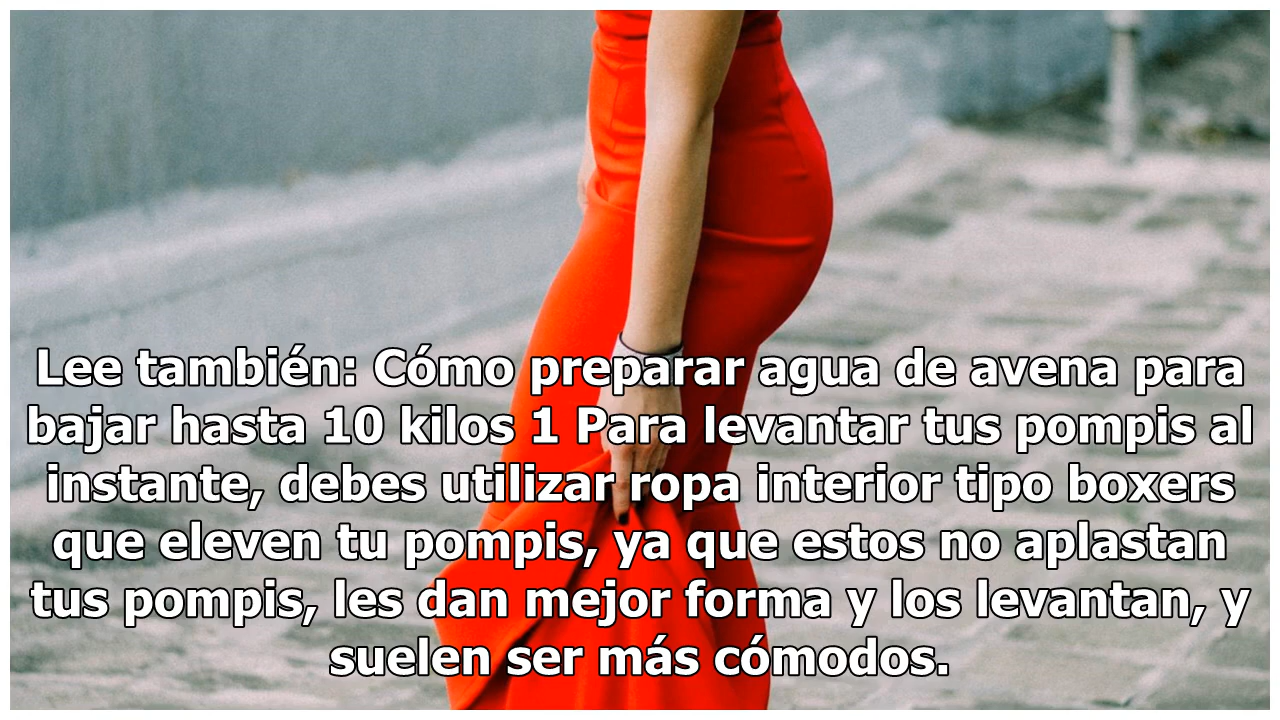 Lee también: Cómo preparar agua de avena para
bajar hasta 10 kilos 1 Para levantar tus pompis al
instante, debes utilizar ropa interior tipo boxers
que eleven tu pompis, ya que estos no aplastan
tus pompis, les dan mejor forma y los levantan, y
suelen ser más cómodos.